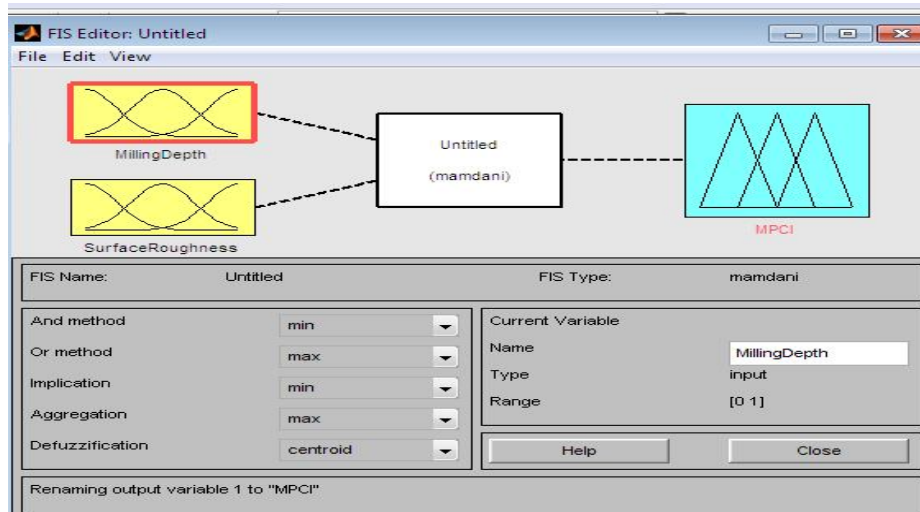 FIS Editor: Untitled
File Edit View
MillingDepth
SurfaceRoughness
Untitled
(mamdani)
MPCI
FIS Name: Untitled FIS Type: mamdani
And method min
Or method max
Implication min
Aggregation max
Defuzzification centroid
Current Variable
Name MillingDepth
Type input
Range [0 1]
Help Close
Renaming output variable 1 to "MPCI"